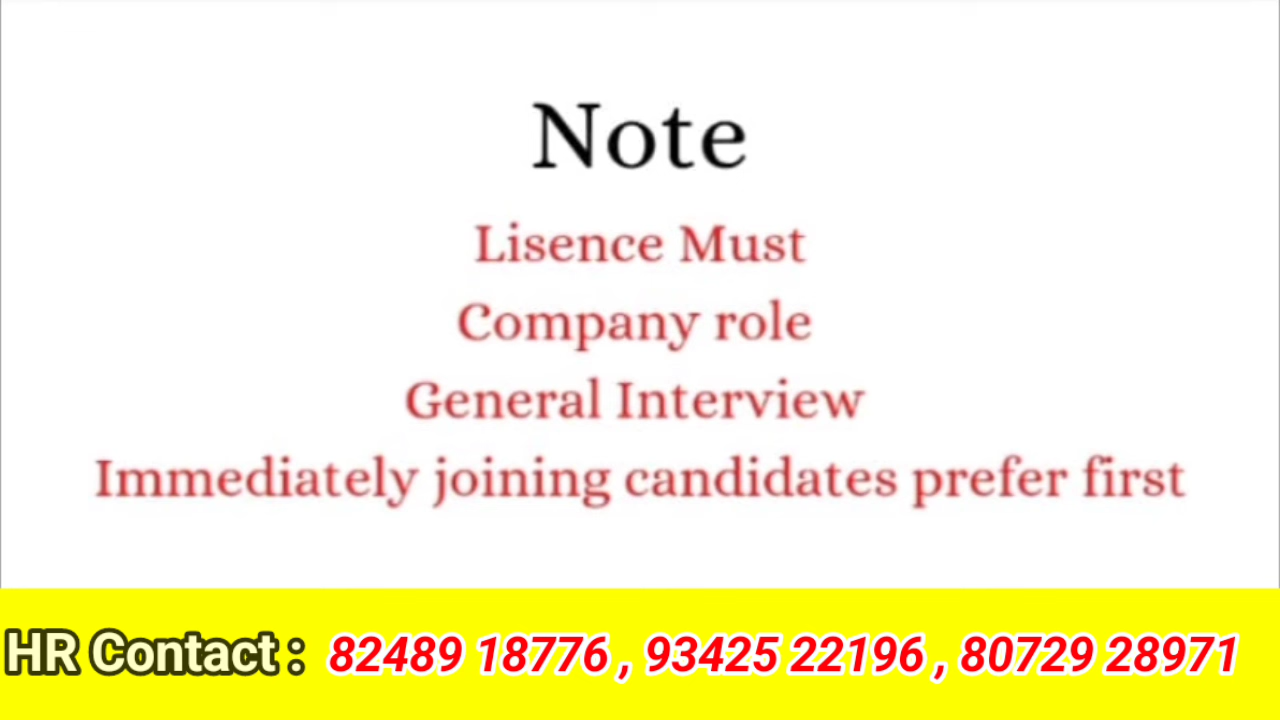 Note
Lisence Must
Company role
General Interview
Immediately joining candidates prefer first
HR Contact : 82489 18776 , 93425 22196 , 80729 28971